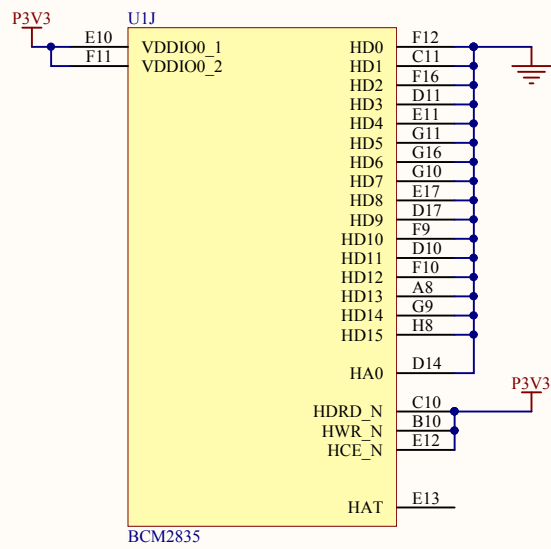 P3V3 U1J
E10 VDDIO0_1 HD0 F12
F11 VDDIO0_2 HD1 C11
HD2 F16
HD3 D11
HD4 E11
HD5 G11
HD6 G16
HD7 G10
HD8 E17
HD9 D17
HD10 F9
HD11 D10
HD12 F10
HD13 A8
HD14 G9
HD15 H8
HA0 D14
P3V3
HDRD_N C10
HWR_N B10
HCE_N E12
HAT E13
BCM2835